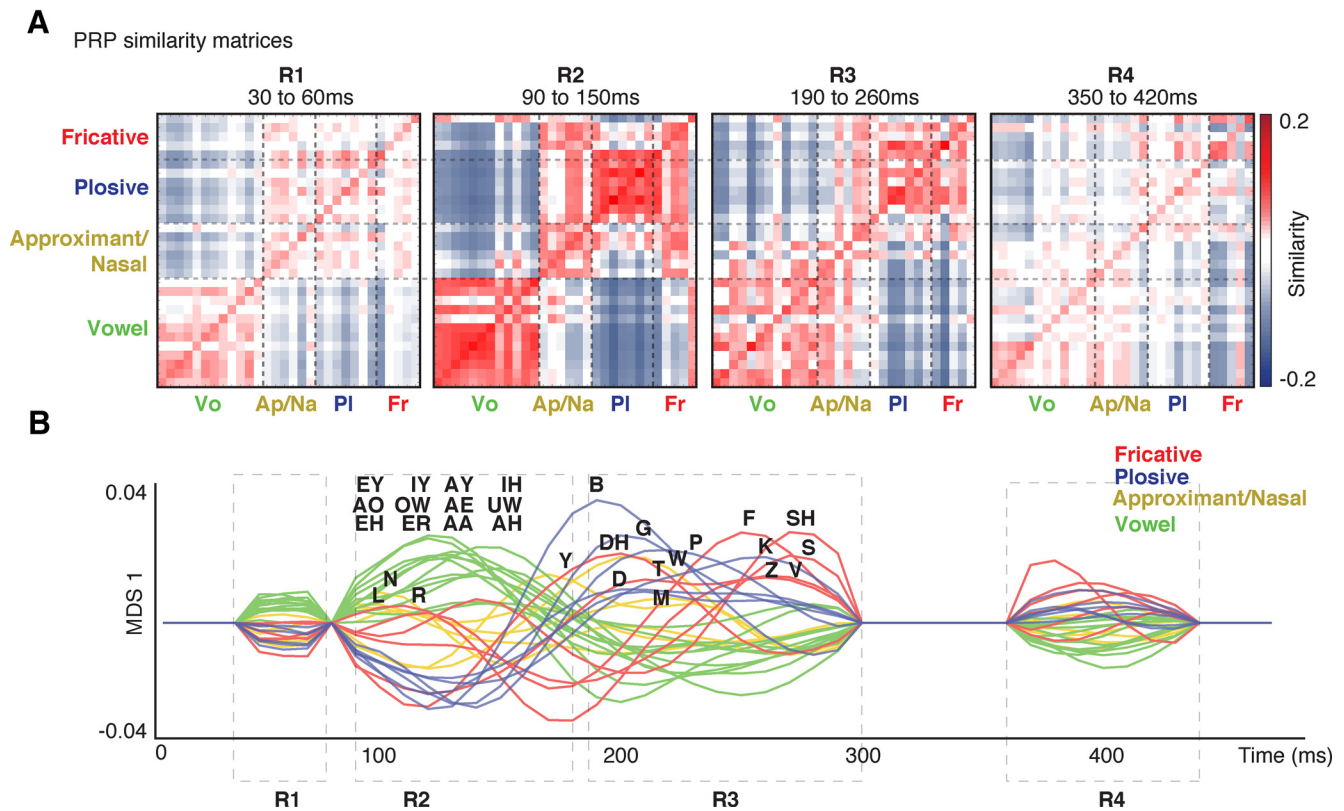 A
PRP similarity matrices
R1
30 to 60ms
R2
90 to 150ms
R3
190 to 260ms
R4
350 to 420ms
Fricative
Plosive
Approximant/
Nasal
Vowel
0.2
Similarity
-0.2
Vo Ap/Na Pl Fr
Vo Ap/Na Pl Fr
Vo Ap/Na Pl Fr
Vo Ap/Na Pl Fr
B
Fricative
Plosive
Approximant/Nasal
Vowel
0.04
MDS 1
-0.04
EY IY AY IH
AO OW AE UW
EH ER AA AH
N
L R
Y
B
G
DH
D
T
W
P
M
F
K
Z
SH
S
V
0 100 200 300 400 Time (ms)
R1 R2 R3 R4